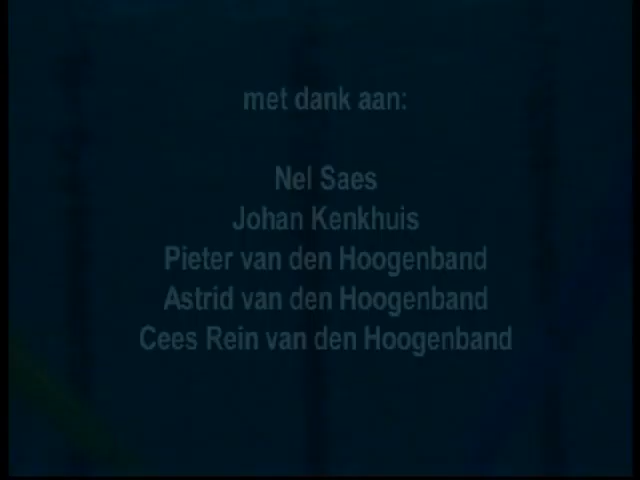 met dank aan:
Nel Saes
Johan Kenkhuis
Pieter van den Hoogenband
Astrid van den Hoogenband
Cees Rein van den Hoogenband